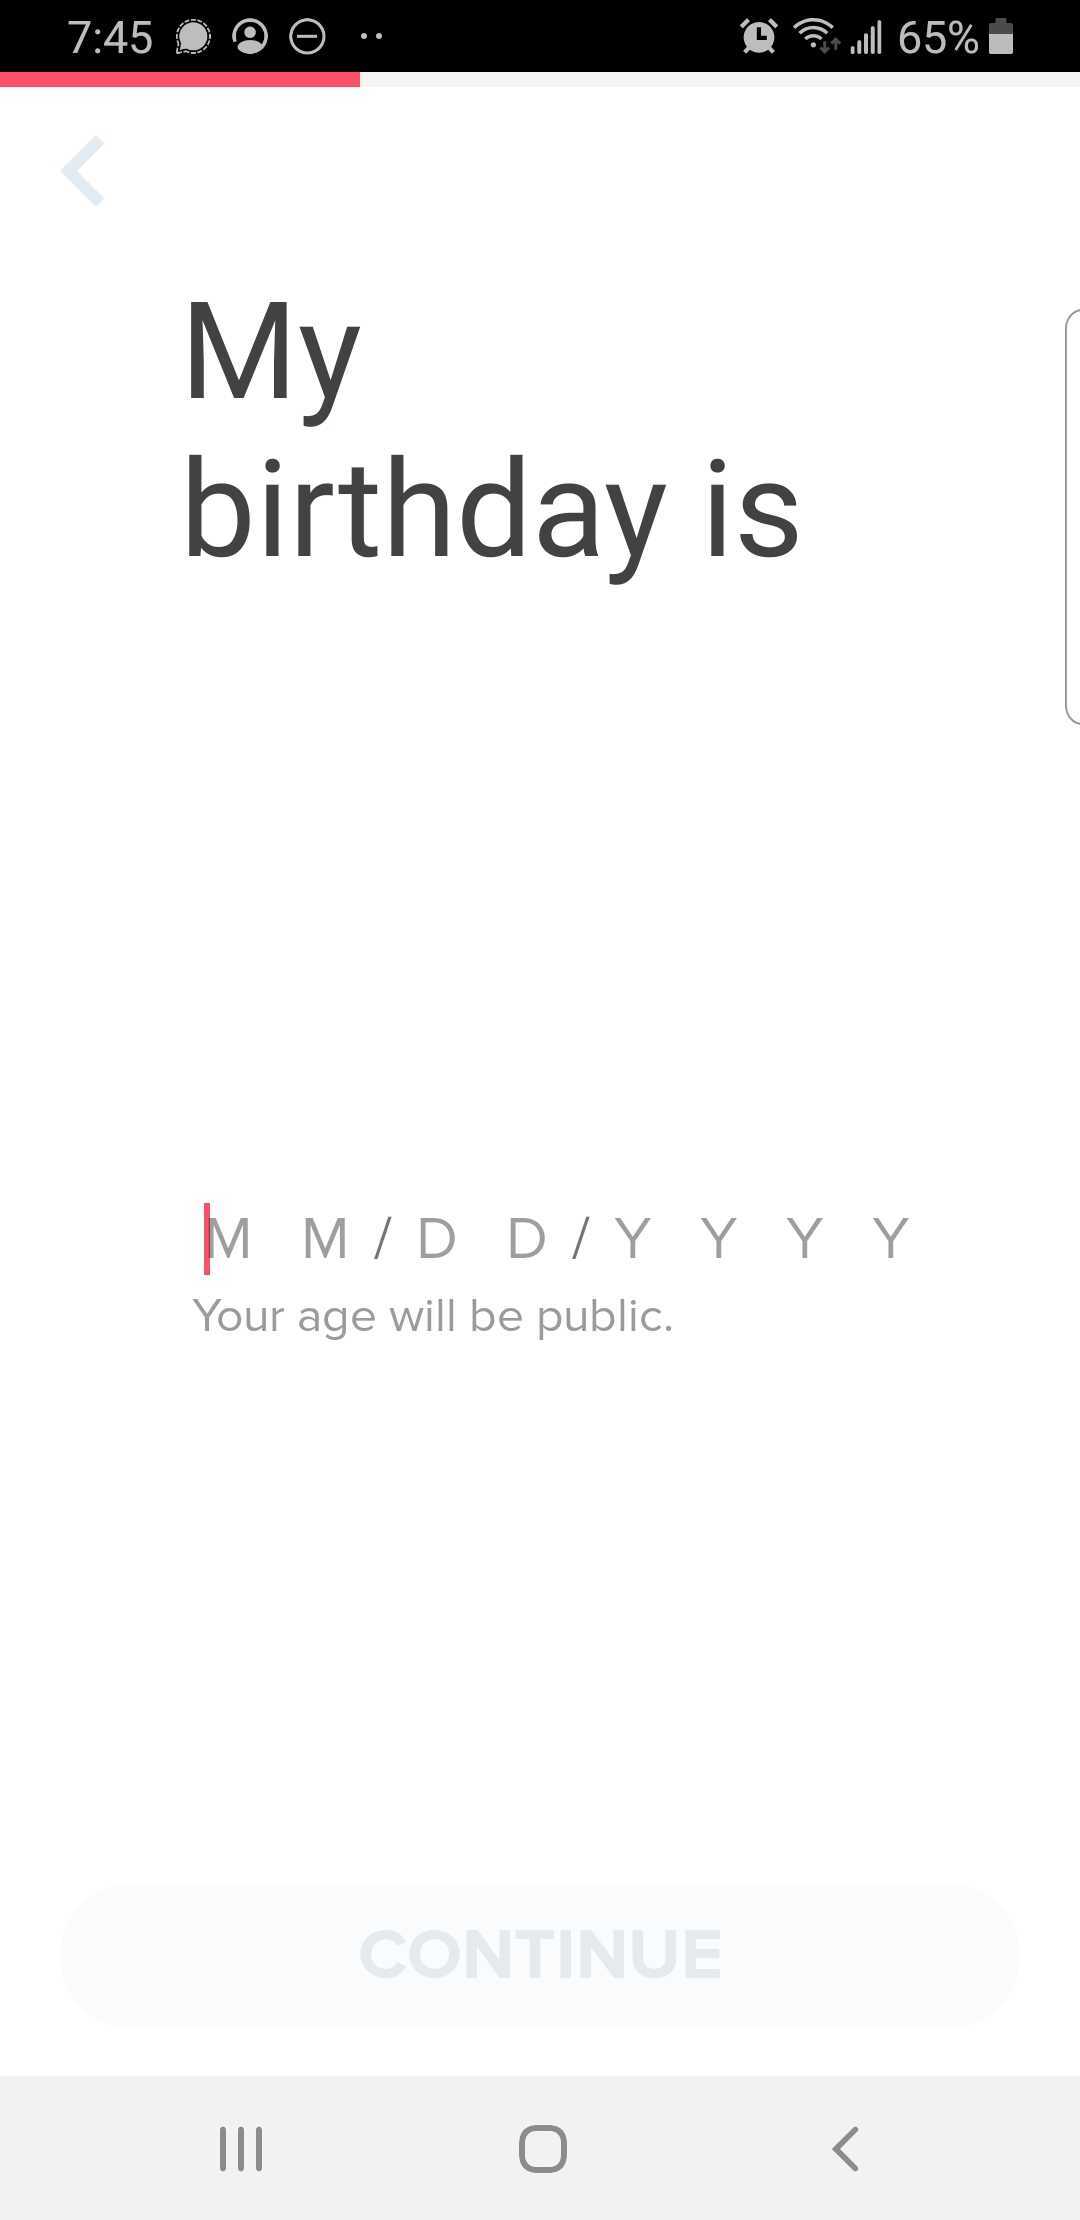 7:45 65%
My
birthday is
M M / D D / Y Y Y Y
Your age will be public.
CONTINUE